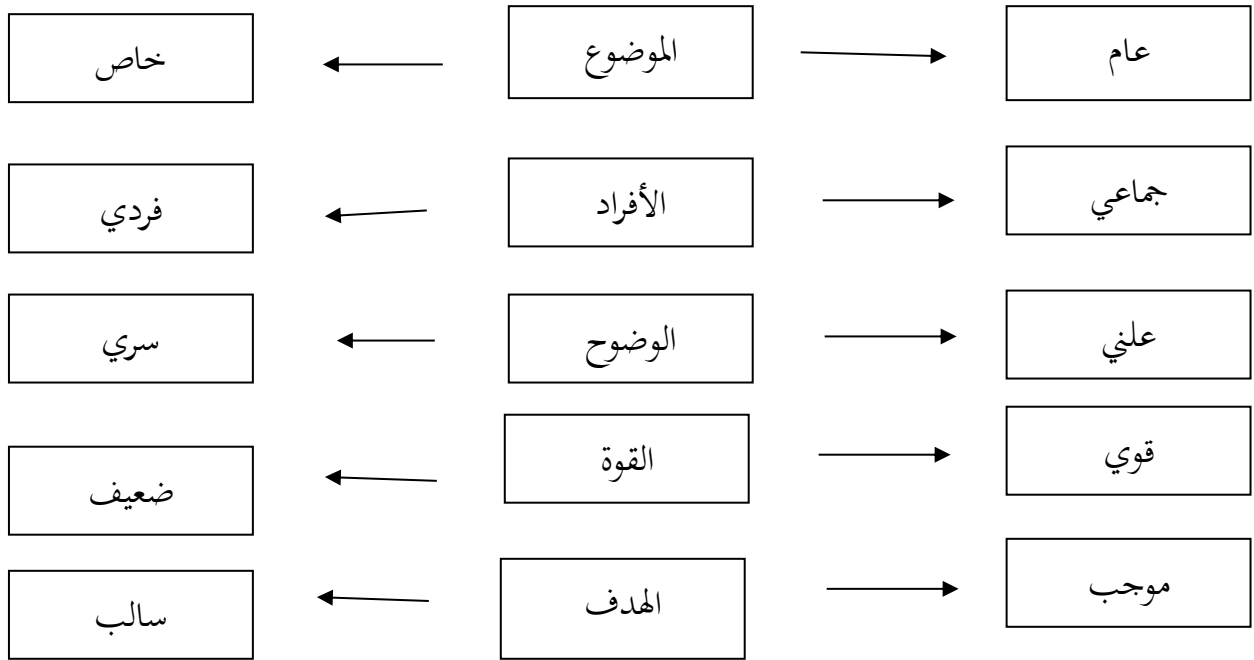 عام
الموضوع
خاص
جماعي
الأفراد
فردي
علني
الوضوح
سري
قوي
القوة
ضعيف
موجب
الهدف
سالب